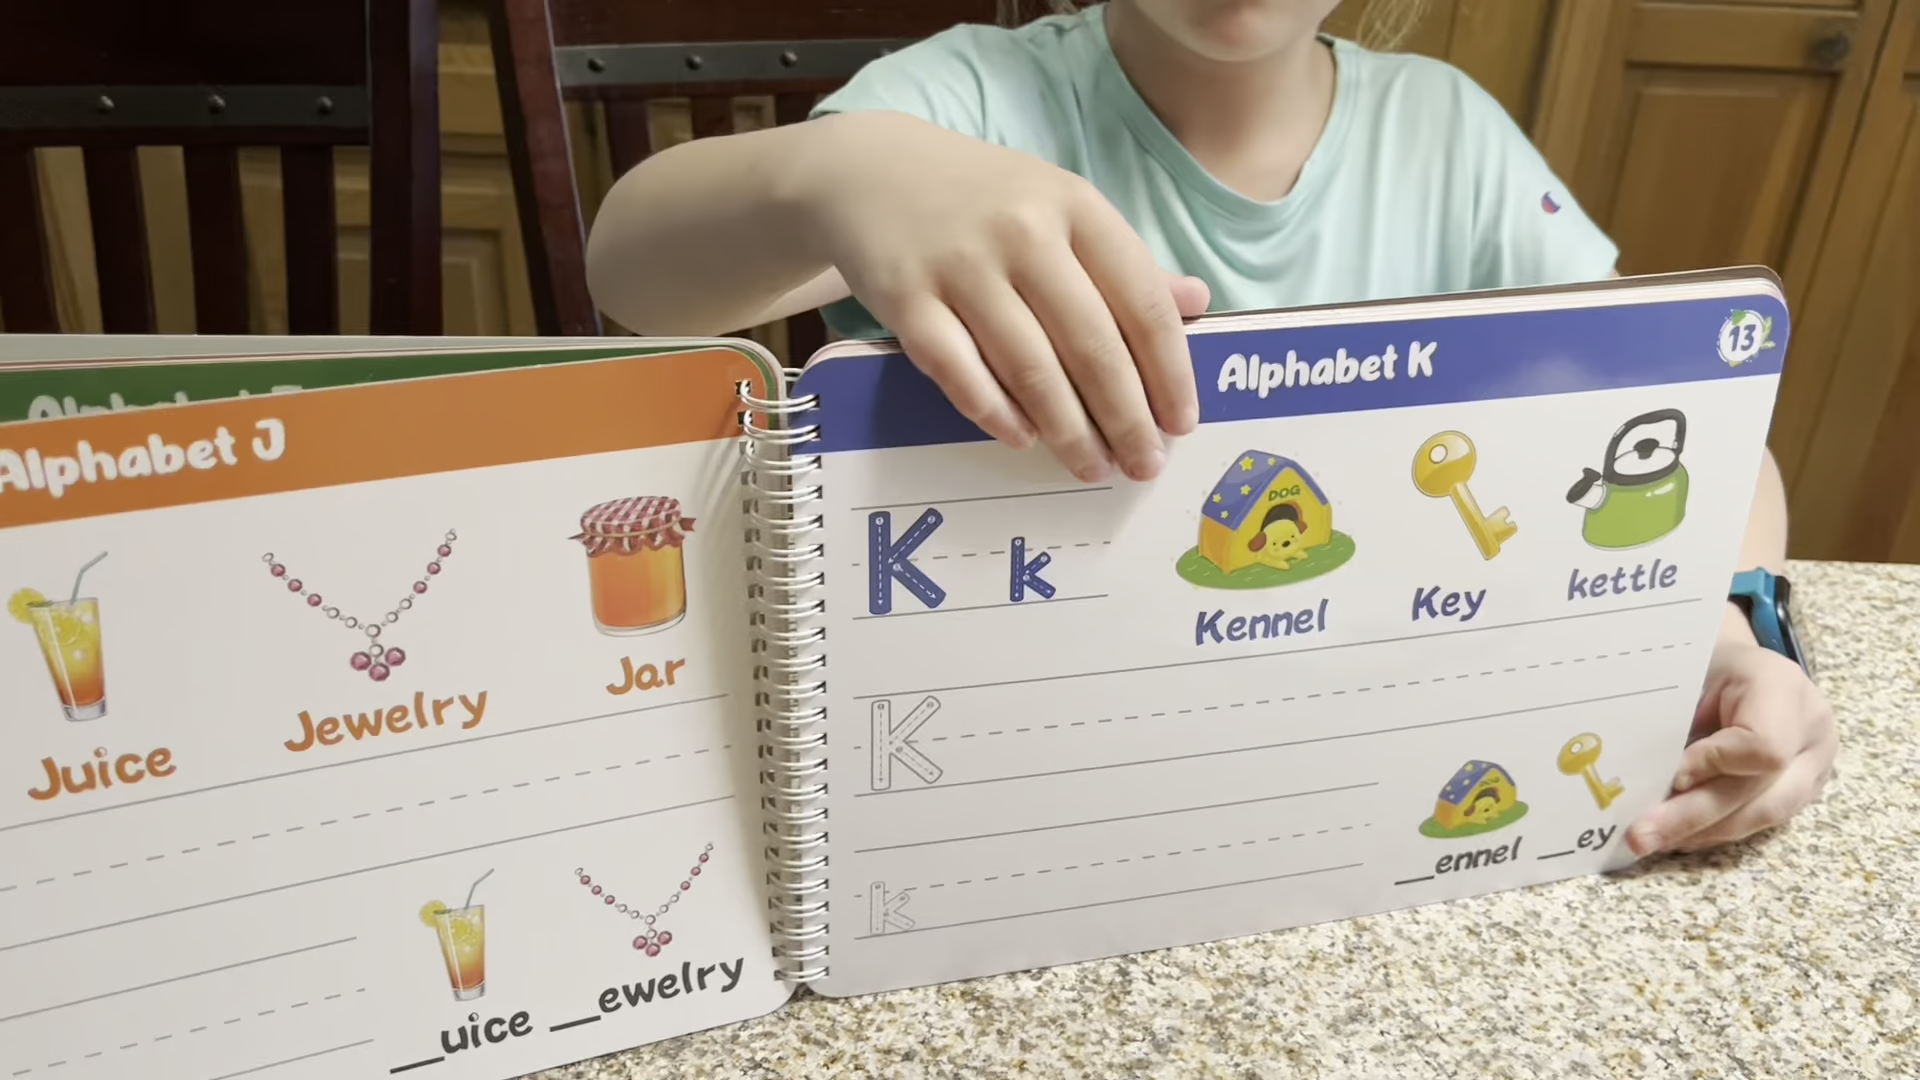 Alphabet J
Juice
Jewelry
Jar
__uice __ewelry
Alphabet K
13
K k
DOG
Kennel
Key
kettle
K
k
__ennel __ey